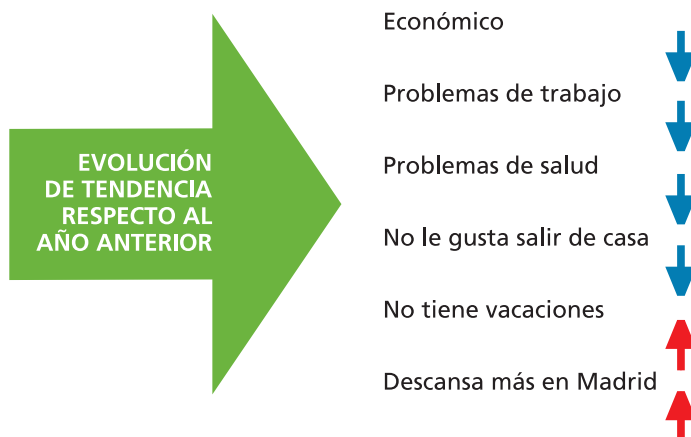 EVOLUCIÓN
DE TENDENCIA
RESPECTO AL
AÑO ANTERIOR
Económico
Problemas de trabajo
Problemas de salud
No le gusta salir de casa
No tiene vacaciones
Descansa más en Madrid